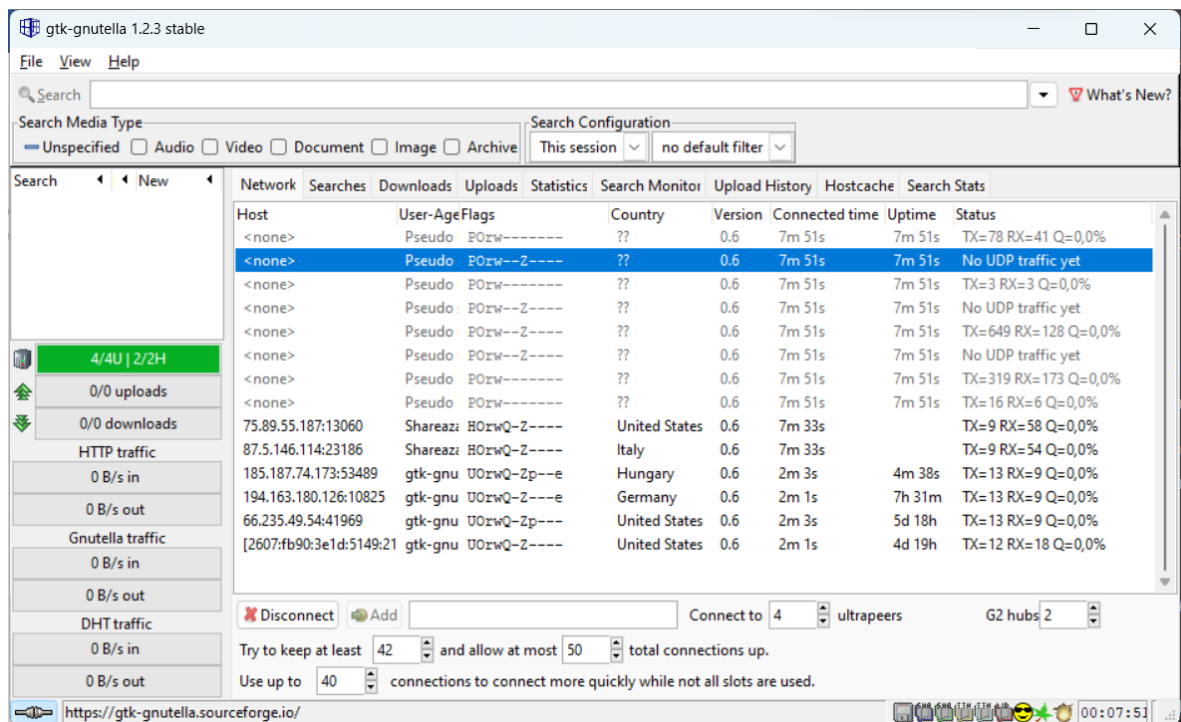 gtk-gnutella 1.2.3 stable
File View Help
Search What's New?
Search Media Type Search Configuration
Unspecified Audio Video Document Image Archive This session no default filter
Search New Network Searches Downloads Uploads Statistics Search Monitor Upload History Hostcache Search Stats
Host User-Age Flags Country Version Connected time Uptime Status
<none> Pseudo POrw------- ?? 0.6 7m 51s 7m 51s TX=78 RX=41 Q=0,0%
<none> Pseudo POrw--Z---- ?? 0.6 7m 51s 7m 51s No UDP traffic yet
<none> Pseudo POrw------- ?? 0.6 7m 51s 7m 51s TX=3 RX=3 Q=0,0%
<none> Pseudo POrw--Z---- ?? 0.6 7m 51s 7m 51s No UDP traffic yet
<none> Pseudo POrw------- ?? 0.6 7m 51s 7m 51s TX=649 RX=128 Q=0,0%
<none> Pseudo POrw--Z---- ?? 0.6 7m 51s 7m 51s No UDP traffic yet
<none> Pseudo POrw------- ?? 0.6 7m 51s 7m 51s TX=319 RX=173 Q=0,0%
<none> Pseudo POrw------- ?? 0.6 7m 51s 7m 51s TX=16 RX=6 Q=0,0%
75.89.55.187:13060 Shareaza HOrwQ-Z---- United States 0.6 7m 33s TX=9 RX=58 Q=0,0%
87.5.146.114:23186 Shareaza HOrwQ-Z---- Italy 0.6 7m 33s TX=9 RX=54 Q=0,0%
185.187.74.173:53489 gtk-gnu UOrwQ-Zp--e Hungary 0.6 2m 3s 4m 38s TX=13 RX=9 Q=0,0%
194.163.180.126:10825 gtk-gnu UOrwQ-Z---e Germany 0.6 2m 1s 7h 31m TX=13 RX=9 Q=0,0%
66.235.49.54:41969 gtk-gnu UOrwQ-Zp--- United States 0.6 2m 3s 5d 18h TX=13 RX=9 Q=0,0%
[2607:fb90:3e1d:5149:21 gtk-gnu UOrwQ-Z---- United States 0.6 2m 1s 4d 19h TX=12 RX=18 Q=0,0%
4/4U | 2/2H
0/0 uploads
0/0 downloads
HTTP traffic
0 B/s in
0 B/s out
Gnutella traffic
0 B/s in
0 B/s out
DHT traffic
0 B/s in
0 B/s out
Disconnect Add Connect to 4 ultrapeers G2 hubs 2
Try to keep at least 42 and allow at most 50 total connections up.
Use up to 40 connections to connect more quickly while not all slots are used.
https://gtk-gnutella.sourceforge.io/ 00:07:51